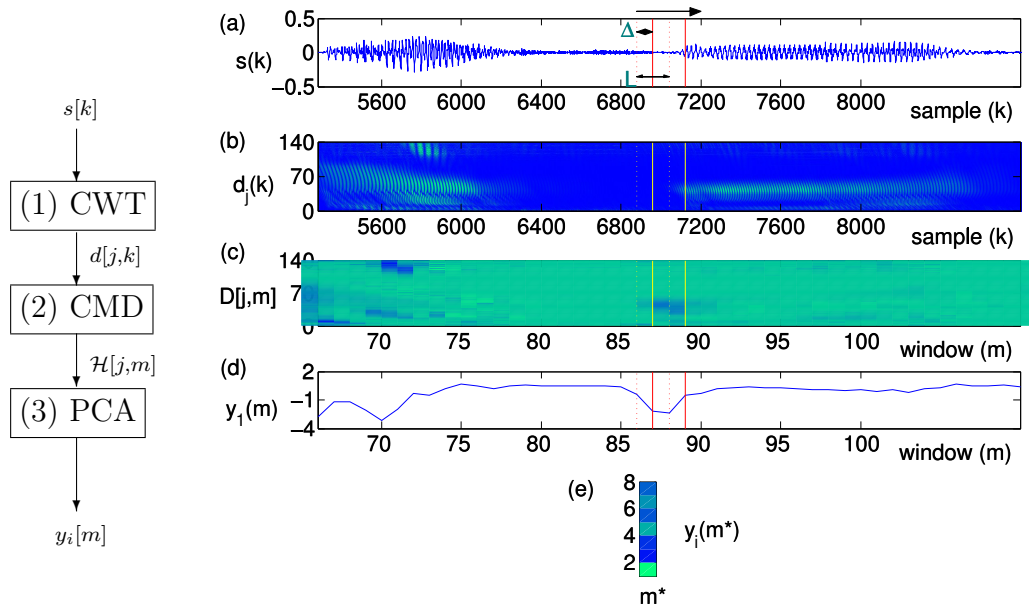 s[k]
(1) CWT
d[j,k]
(2) CMD
H[j,m]
(3) PCA
y_i[m]
(a)
0.5
0
−0.5
s(k)
Δ
L
5600 6000 6400 6800 7200 7600 8000
sample (k)
(b)
140
70
0
d_j(k)
5600 6000 6400 6800 7200 7600 8000
sample (k)
(c)
140
70
0
D[j,m]
70 75 80 85 90 95 100
window (m)
(d)
2
−1
−4
y_1(m)
70 75 80 85 90 95 100
window (m)
(e)
8
6
4
2
y_i(m*)
m*